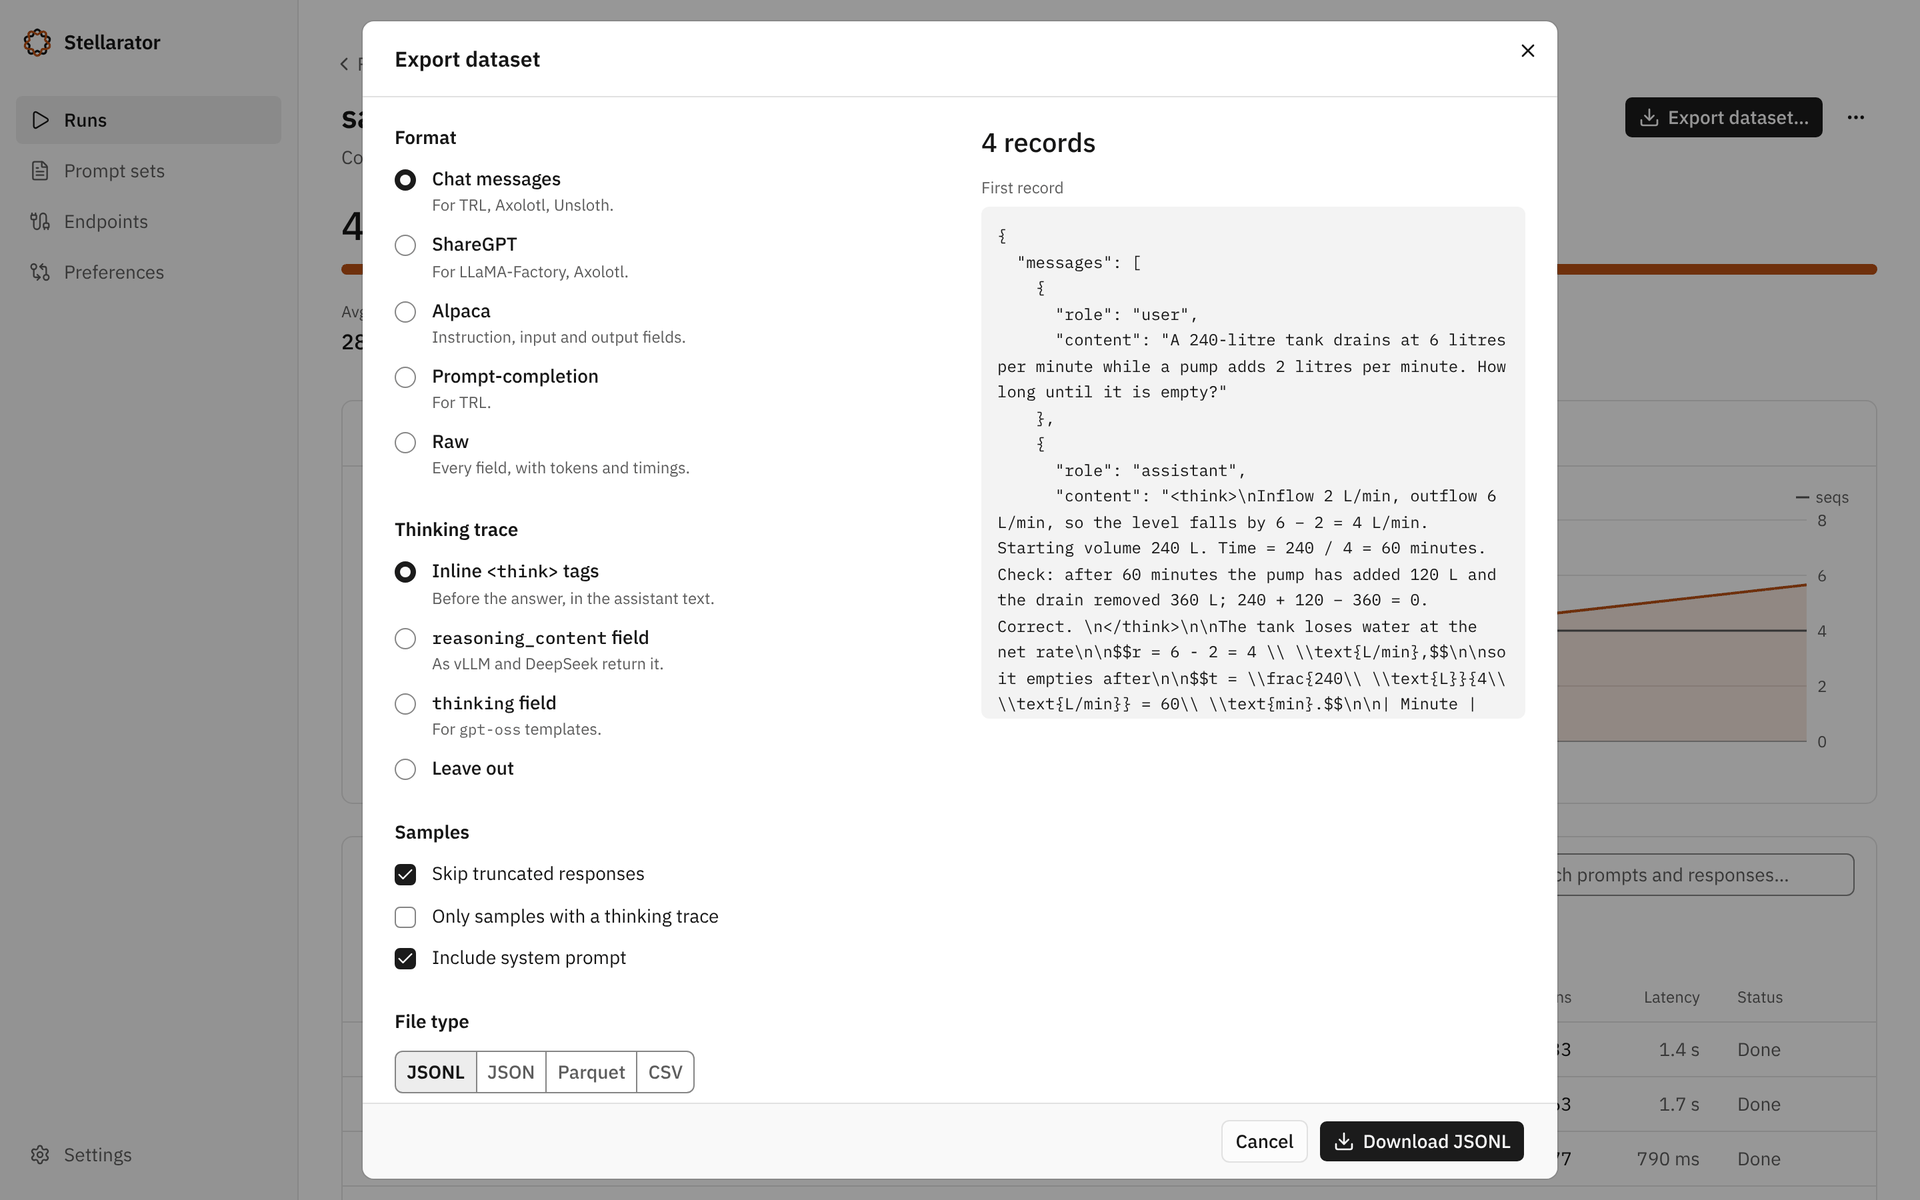 Stellarator
Runs
Prompt sets
Endpoints
Preferences
Settings
Export dataset...
Export dataset
Format
Chat messages
For TRL, Axolotl, Unsloth.
ShareGPT
For LLaMA-Factory, Axolotl.
Alpaca
Instruction, input and output fields.
Prompt-completion
For TRL.
Raw
Every field, with tokens and timings.
Thinking trace
Inline <think> tags
Before the answer, in the assistant text.
reasoning_content field
As vLLM and DeepSeek return it.
thinking field
For gpt-oss templates.
Leave out
Samples
Skip truncated responses
Only samples with a thinking trace
Include system prompt
File type
JSONL JSON Parquet CSV
4 records
First record
{
"messages": [
{
"role": "user",
"content": "A 240-litre tank drains at 6 litres
per minute while a pump adds 2 litres per minute. How
long until it is empty?"
},
{
"role": "assistant",
"content": "<think>\nInflow 2 L/min, outflow 6
L/min, so the level falls by 6 − 2 = 4 L/min.
Starting volume 240 L. Time = 240 / 4 = 60 minutes.
Check: after 60 minutes the pump has added 120 L and
the drain removed 360 L; 240 + 120 − 360 = 0.
Correct. \n</think>\n\nThe tank loses water at the
net rate\n\n$$r = 6 - 2 = 4 \\ \\text{L/min},$$\n\nso
it empties after\n\n$$t = \\frac{240\\ \\text{L}}{4\\
\\text{L/min}} = 60\\ \\text{min}.$$\n\n| Minute |
Cancel Download JSONL
seqs
8
6
4
2
0
prompts and responses...
Latency Status
1.4 s Done
1.7 s Done
790 ms Done